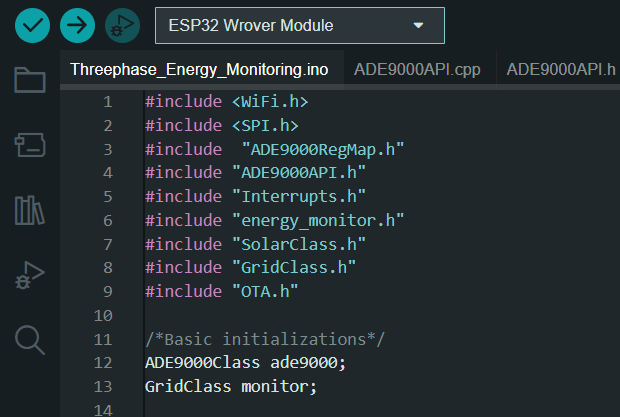 ESP32 Wrover Module
Threephase_Energy_Monitoring.ino ADE9000API.cpp ADE9000API.h
1 #include <WiFi.h>
2 #include <SPI.h>
3 #include  "ADE9000RegMap.h"
4 #include "ADE9000API.h"
5 #include "Interrupts.h"
6 #include "energy_monitor.h"
7 #include "SolarClass.h"
8 #include "GridClass.h"
9 #include "OTA.h"
10
11 /*Basic initializations*/
12 ADE9000Class ade9000;
13 GridClass monitor;
14